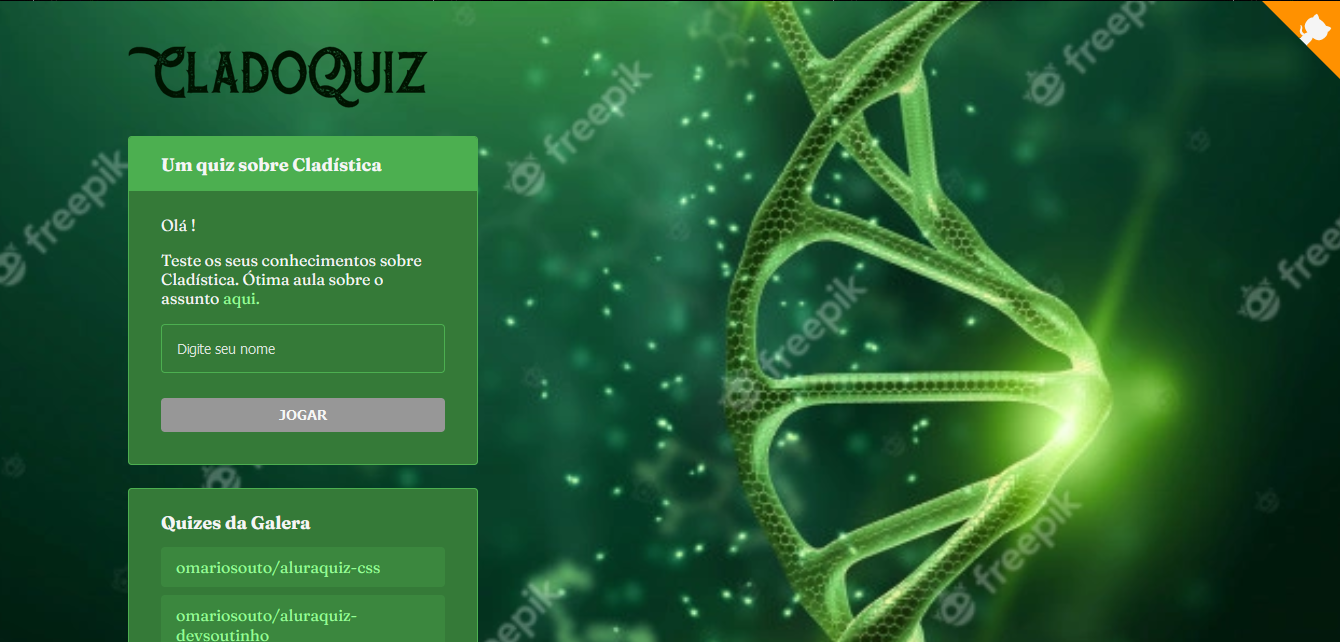 CLADOQUIZ
Um quiz sobre Cladística
Olá !
Teste os seus conhecimentos sobre
Cladística. Ótima aula sobre o
assunto aqui.
Digite seu nome
JOGAR
Quizes da Galera
omariosouto/aluraquiz-css
omariosouto/aluraquiz-
devsoutinho
freepik
freepik
freepik
freepik
freepik
freepik
freepik